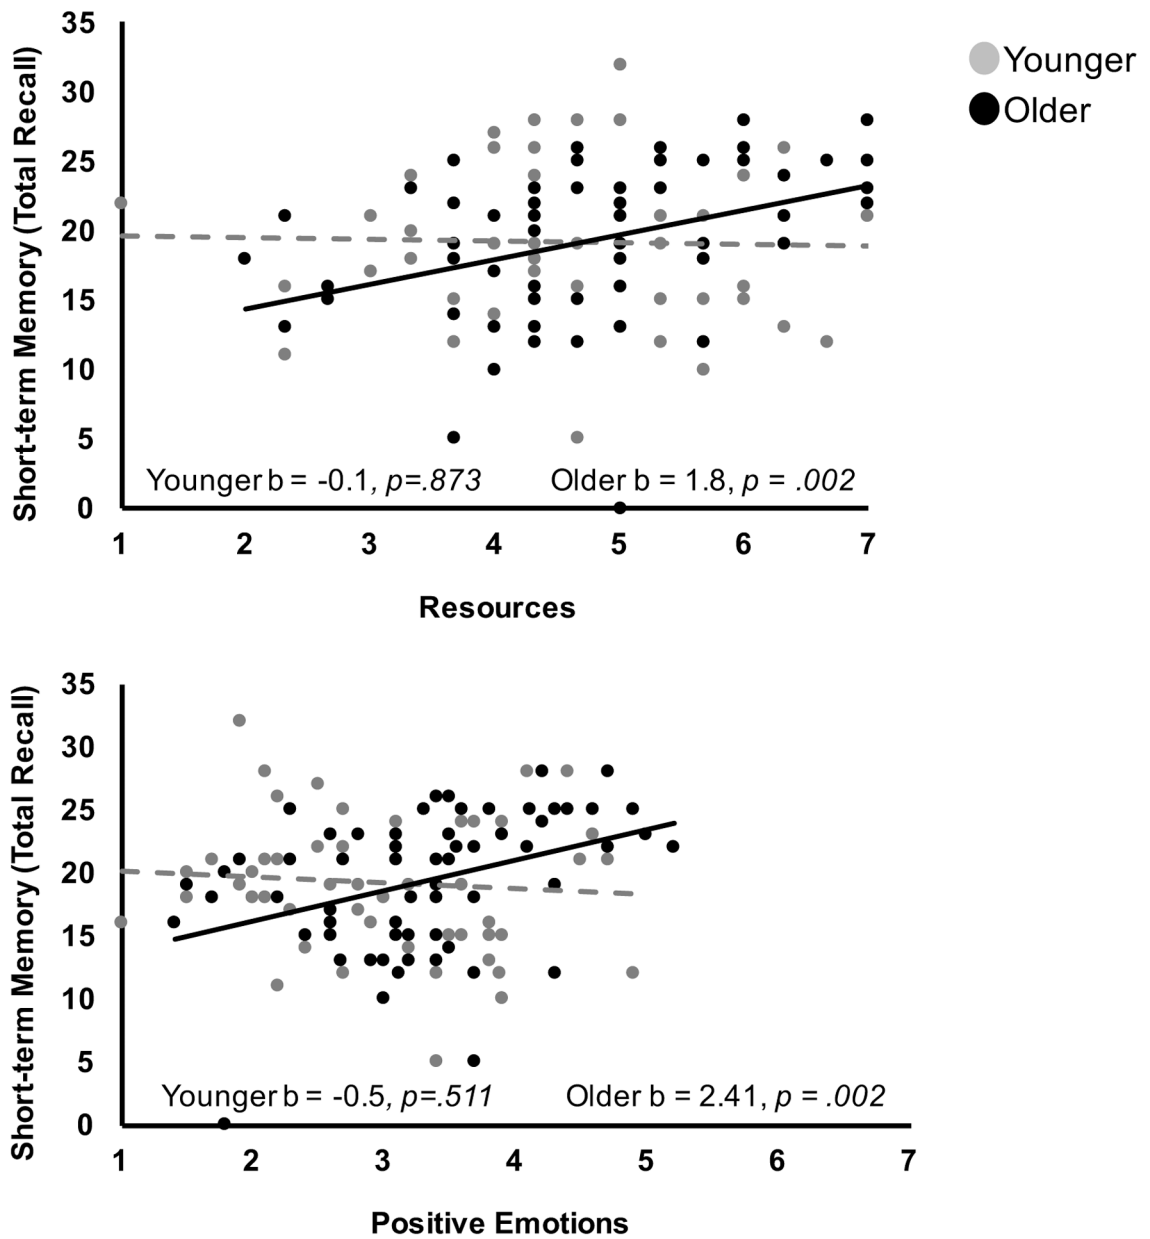 Short-term Memory (Total Recall)
35
30
25
20
15
10
5
0
Younger
Older
Younger b = -0.1, p=.873
Older b = 1.8, p = .002
1 2 3 4 5 6 7
Resources
Short-term Memory (Total Recall)
35
30
25
20
15
10
5
0
Younger b = -0.5, p=.511
Older b = 2.41, p = .002
1 2 3 4 5 6 7
Positive Emotions